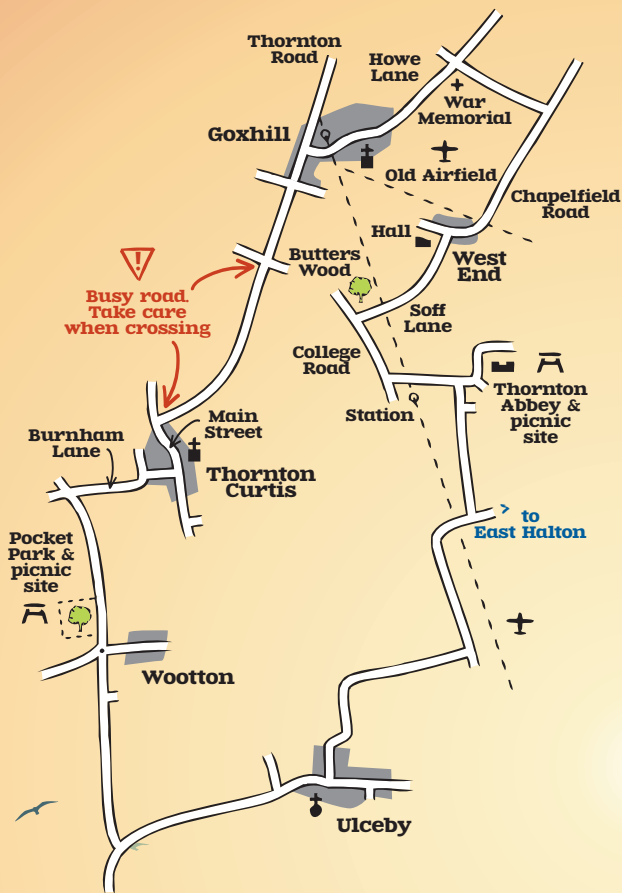 Thornton
Road
Howe
Lane
War
Memorial
Goxhill
Old Airfield
Chapelfield
Road
Hall
West
End
Butters
Wood
!
Busy road.
Take care
when crossing
Soff
Lane
College
Road
Station
Thornton
Abbey &
picnic
site
Main
Street
Burnham
Lane
Thornton
Curtis
to
East Halton
Pocket
Park &
picnic
site
Wootton
Ulceby